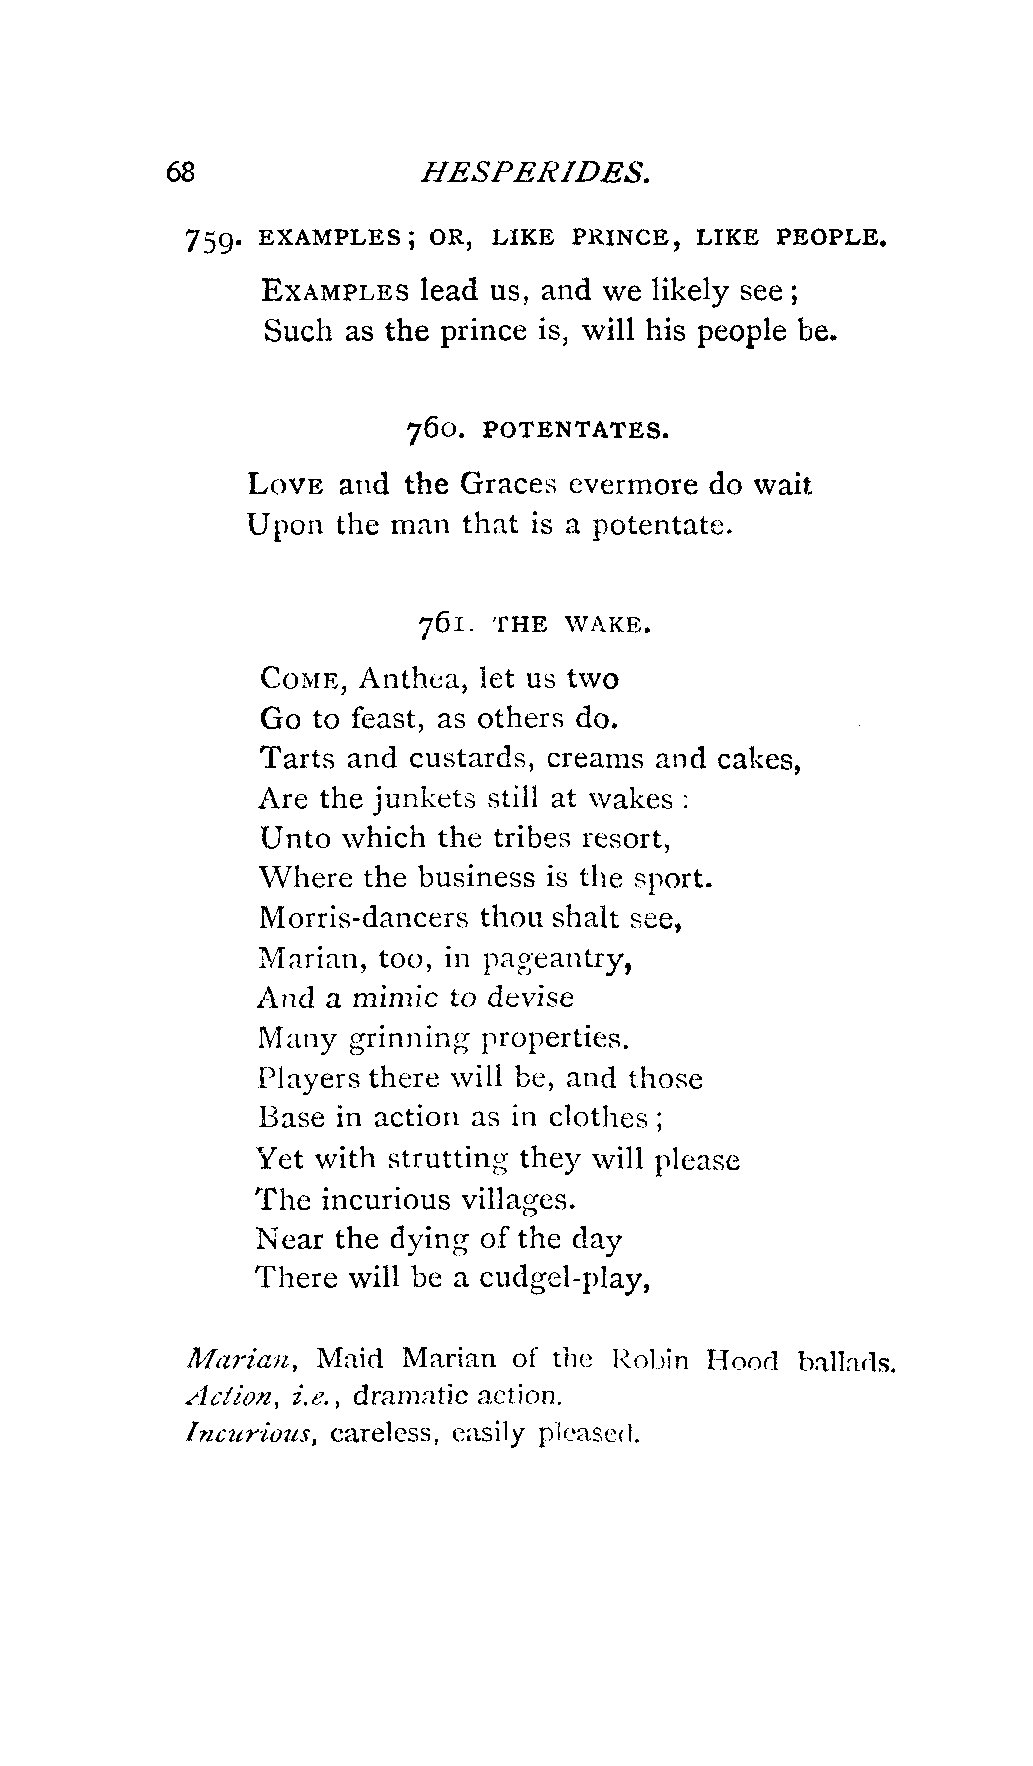 68 HESPERIDES.
759. EXAMPLES; OR, LIKE PRINCE, LIKE PEOPLE.
EXAMPLES lead us, and we likely see;
Such as the prince is, will his people be.
760. POTENTATES.
LOVE and the Graces evermore do wait
Upon the man that is a potentate.
761. THE WAKE.
COME, Anthea, let us two
Go to feast, as others do.
Tarts and custards, creams and cakes,
Are the junkets still at wakes:
Unto which the tribes resort,
Where the business is the sport.
Morris-dancers thou shalt see,
Marian, too, in pageantry,
And a mimic to devise
Many grinning properties.
Players there will be, and those
Base in action as in clothes;
Yet with strutting they will please
The incurious villages.
Near the dying of the day
There will be a cudgel-play,
Marian, Maid Marian of the Robin Hood ballads.
Action, i.e., dramatic action.
Incurious, careless, easily pleased.